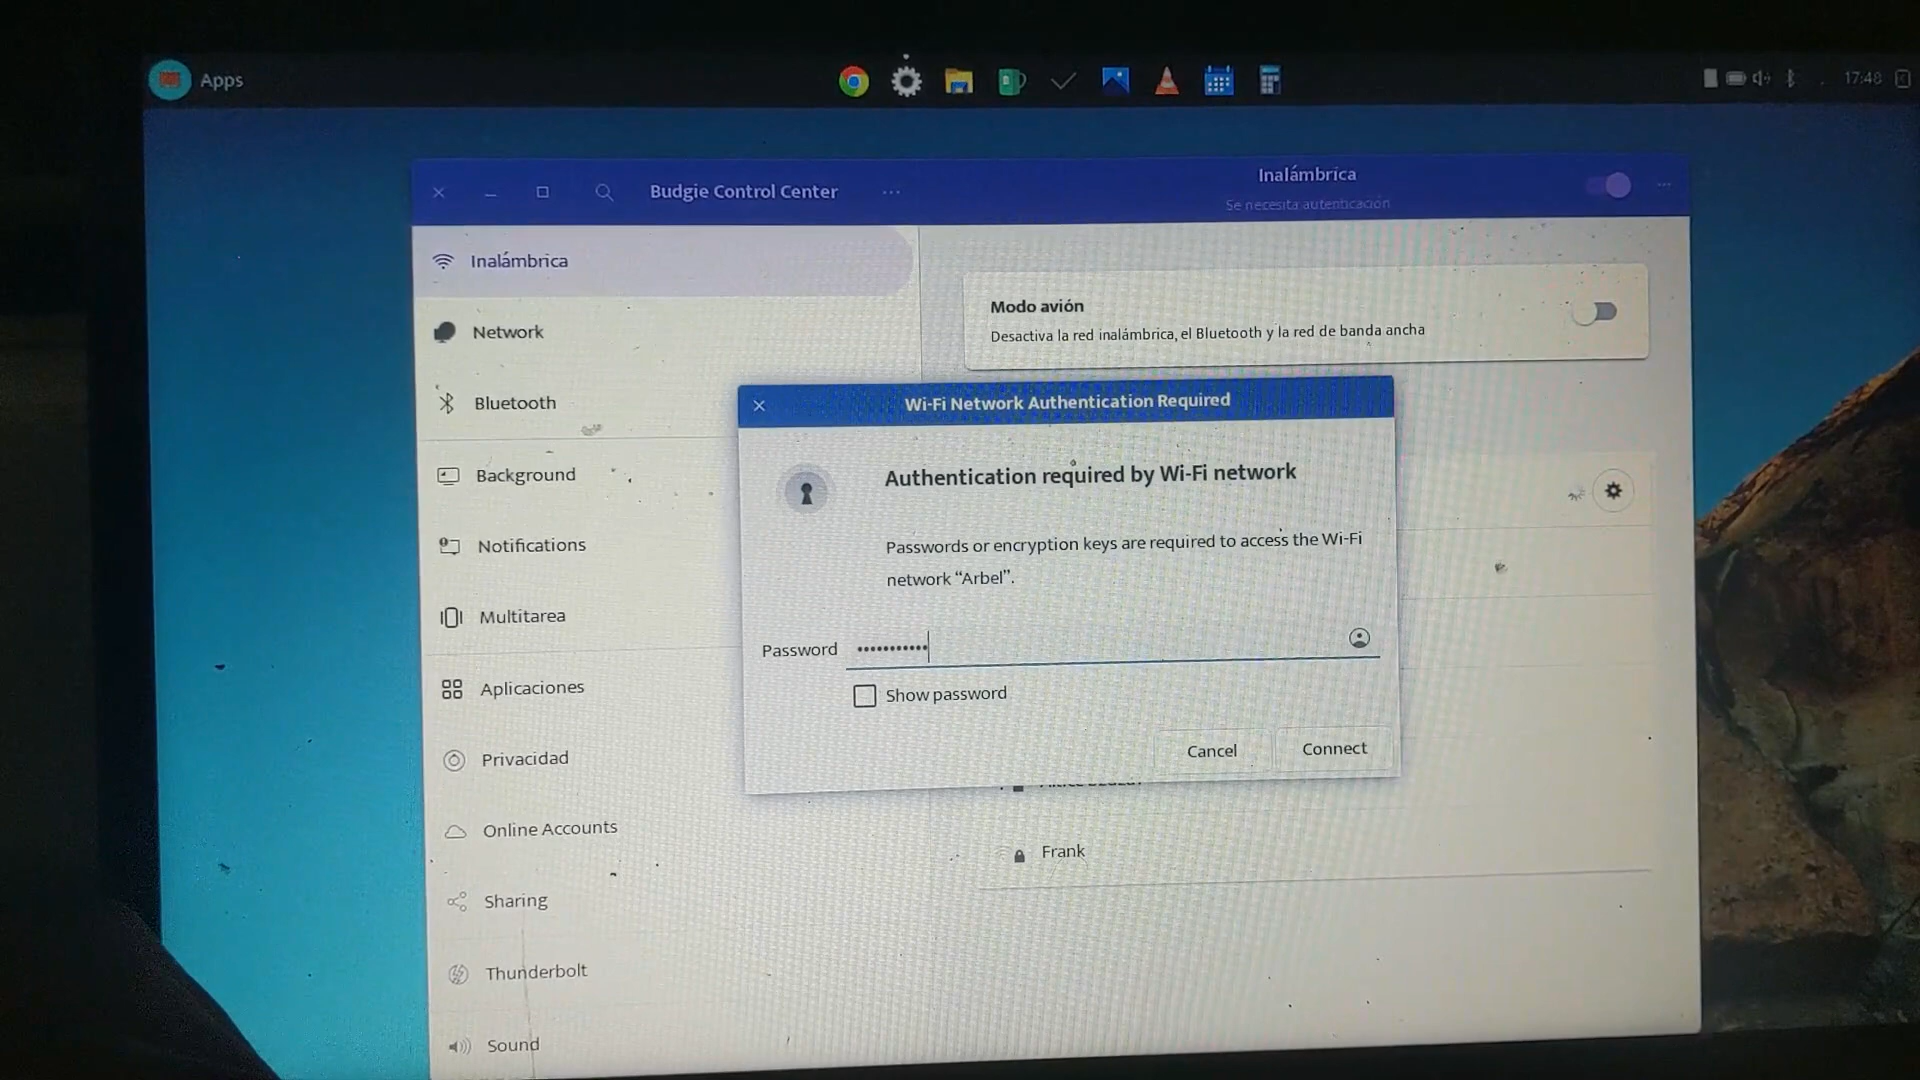 Apps
17:48
Budgie Control Center
Inalámbrica
Se necesita autenticación
Inalámbrica
Network
Bluetooth
Background
Notifications
Multitarea
Aplicaciones
Privacidad
Online Accounts
Sharing
Thunderbolt
Sound
Modo avión
Desactiva la red inalámbrica, el Bluetooth y la red de banda ancha
Wi-Fi Network Authentication Required
Authentication required by Wi-Fi network
Passwords or encryption keys are required to access the Wi-Fi
network “Arbel”.
Password •••••••••••
Show password
Cancel
Connect
Frank